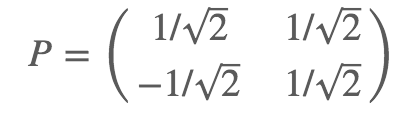 P = ( 1/√2 1/√2
-1/√2 1/√2 )